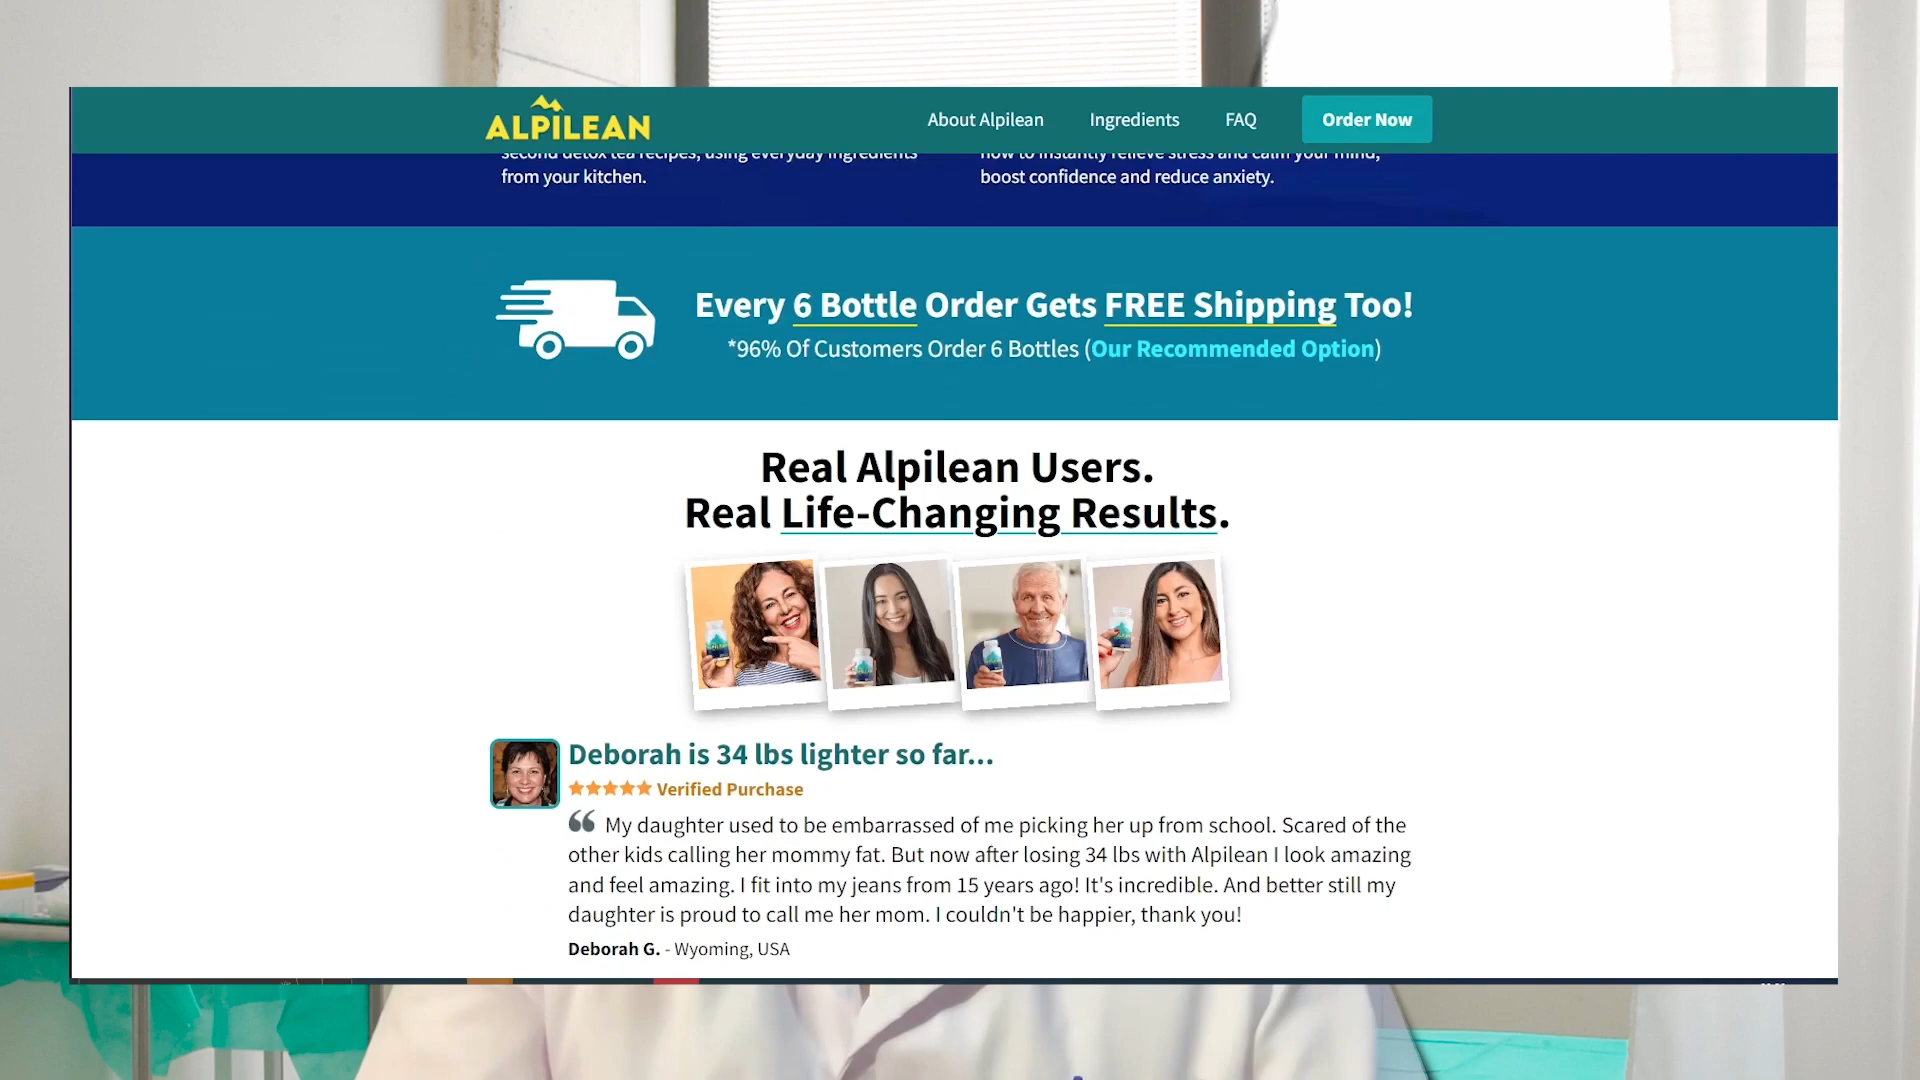 ALPILEAN
About Alpilean
Ingredients
FAQ
Order Now
second detox tea recipes, using everyday ingredients
from your kitchen.
how to instantly relieve stress and calm your mind,
boost confidence and reduce anxiety.
Every 6 Bottle Order Gets FREE Shipping Too!
*96% Of Customers Order 6 Bottles (Our Recommended Option)
Real Alpilean Users.
Real Life-Changing Results.
Deborah is 34 lbs lighter so far...
Verified Purchase
“ My daughter used to be embarrassed of me picking her up from school. Scared of the
other kids calling her mommy fat. But now after losing 34 lbs with Alpilean I look amazing
and feel amazing. I fit into my jeans from 15 years ago! It's incredible. And better still my
daughter is proud to call me her mom. I couldn't be happier, thank you!
Deborah G. - Wyoming, USA